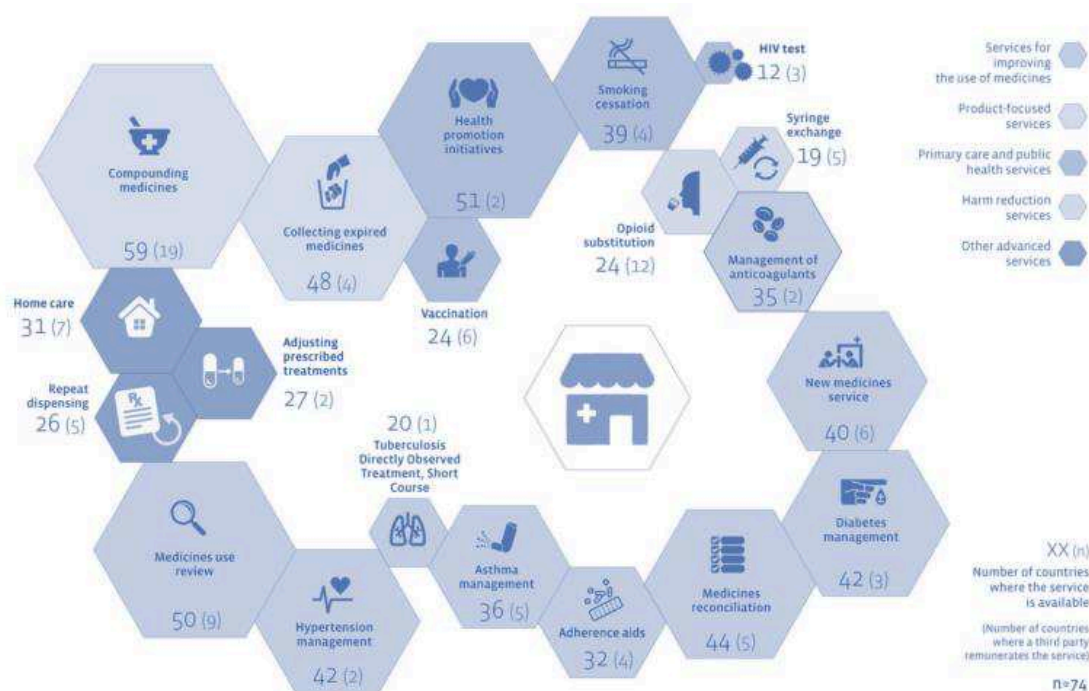 Compounding
medicines
59 (19)
Collecting expired
medicines
48 (4)
Health
promotion
initiatives
51 (2)
Smoking
cessation
39 (4)
HIV test
12 (3)
Syringe
exchange
19 (5)
Opioid
substitution
24 (12)
Management of
anticoagulants
35 (2)
Vaccination
24 (6)
Home care
31 (7)
Adjusting
prescribed
treatments
27 (2)
Repeat
dispensing
26 (5)
Rx
New medicines
service
40 (6)
20 (1)
Tuberculosis
Directly Observed
Treatment, Short
Course
Medicines use
review
50 (9)
Hypertension
management
42 (2)
Asthma
management
36 (5)
Adherence aids
32 (4)
Medicines
reconciliation
44 (5)
Diabetes
management
42 (3)
Services for
improving
the use of medicines
Product-focused
services
Primary care and public
health services
Harm reduction
services
Other advanced
services
XX (n)
Number of countries
where the service
is available
(Number of countries
where a third party
remunerates the service)
n=74